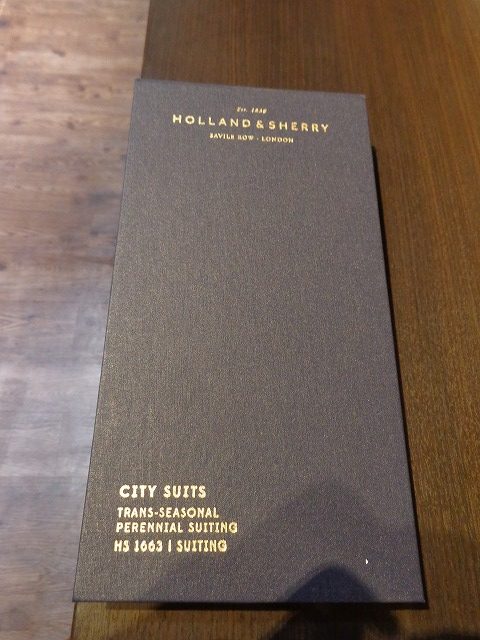 Est. 1836
HOLLAND & SHERRY
SAVILE ROW · LONDON
CITY SUITS
TRANS-SEASONAL
PERENNIAL SUITING
HS 1663 | SUITING